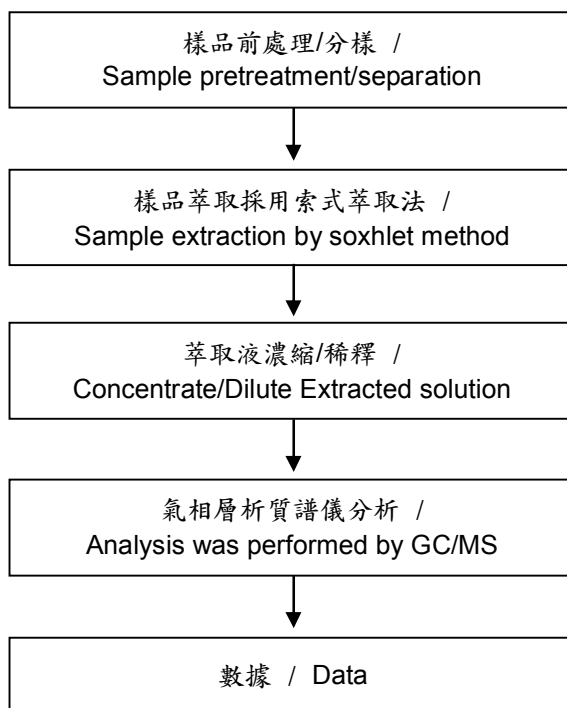 樣品前處理/分樣 /
Sample pretreatment/separation
樣品萃取採用索式萃取法 /
Sample extraction by soxhlet method
萃取液濃縮/稀釋 /
Concentrate/Dilute Extracted solution
氣相層析質譜儀分析 /
Analysis was performed by GC/MS
數據 / Data